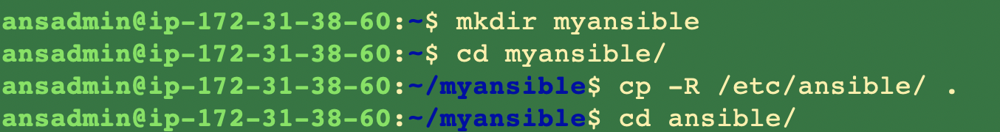 ansadmin@ip-172-31-38-60:~$ mkdir myansible
ansadmin@ip-172-31-38-60:~$ cd myansible/
ansadmin@ip-172-31-38-60:~/myansible$ cp -R /etc/ansible/ .
ansadmin@ip-172-31-38-60:~/myansible$ cd ansible/